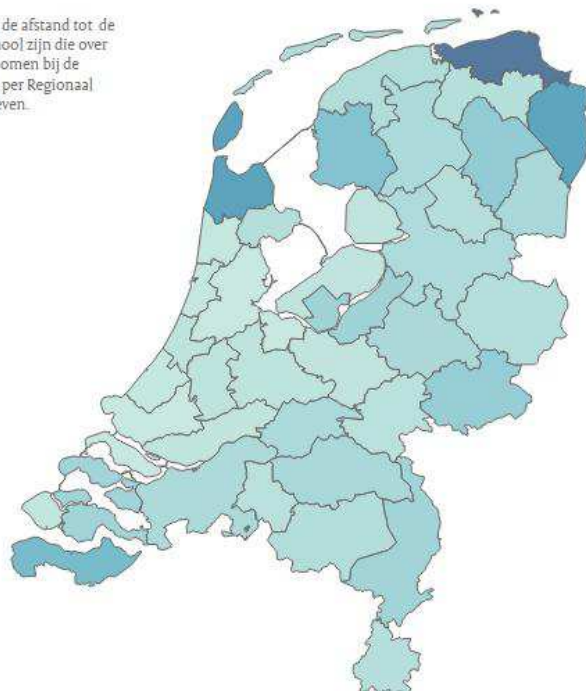 de afstand tot de
ool zijn die over
omen bij de
per Regionaal
even.